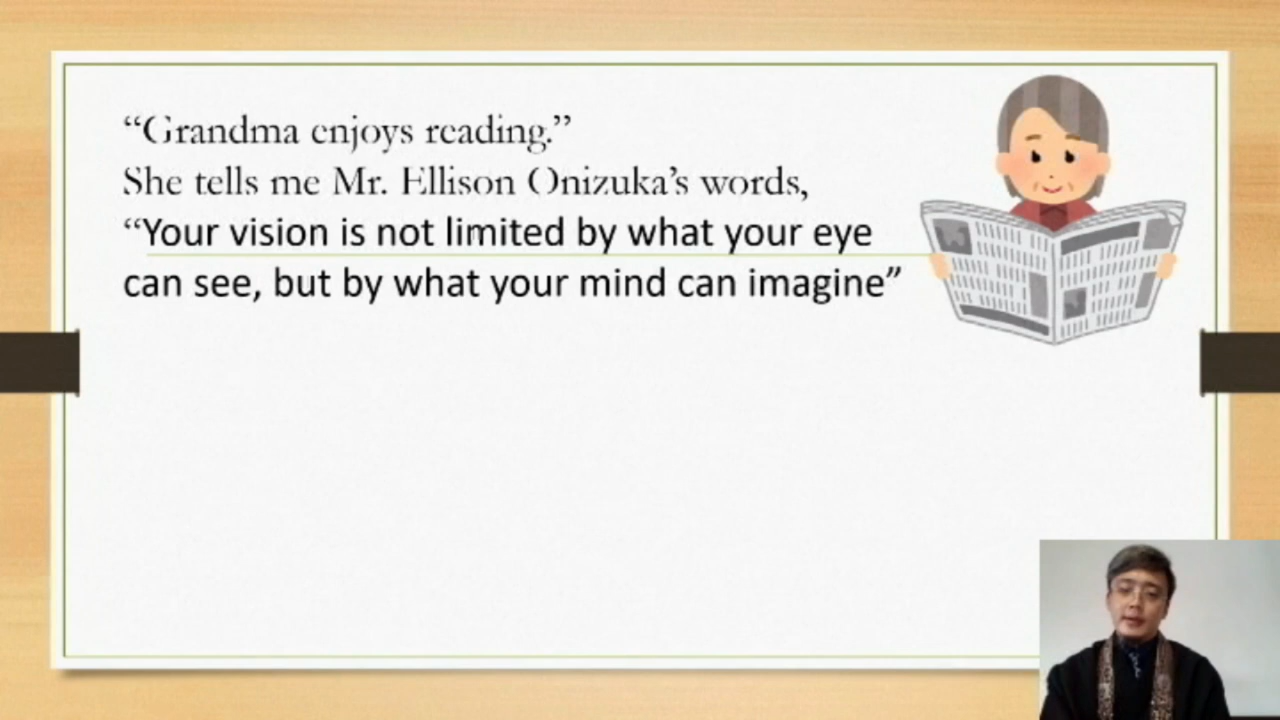 “Grandma enjoys reading.”
She tells me Mr. Ellison Onizuka’s words,
“Your vision is not limited by what your eye
can see, but by what your mind can imagine”